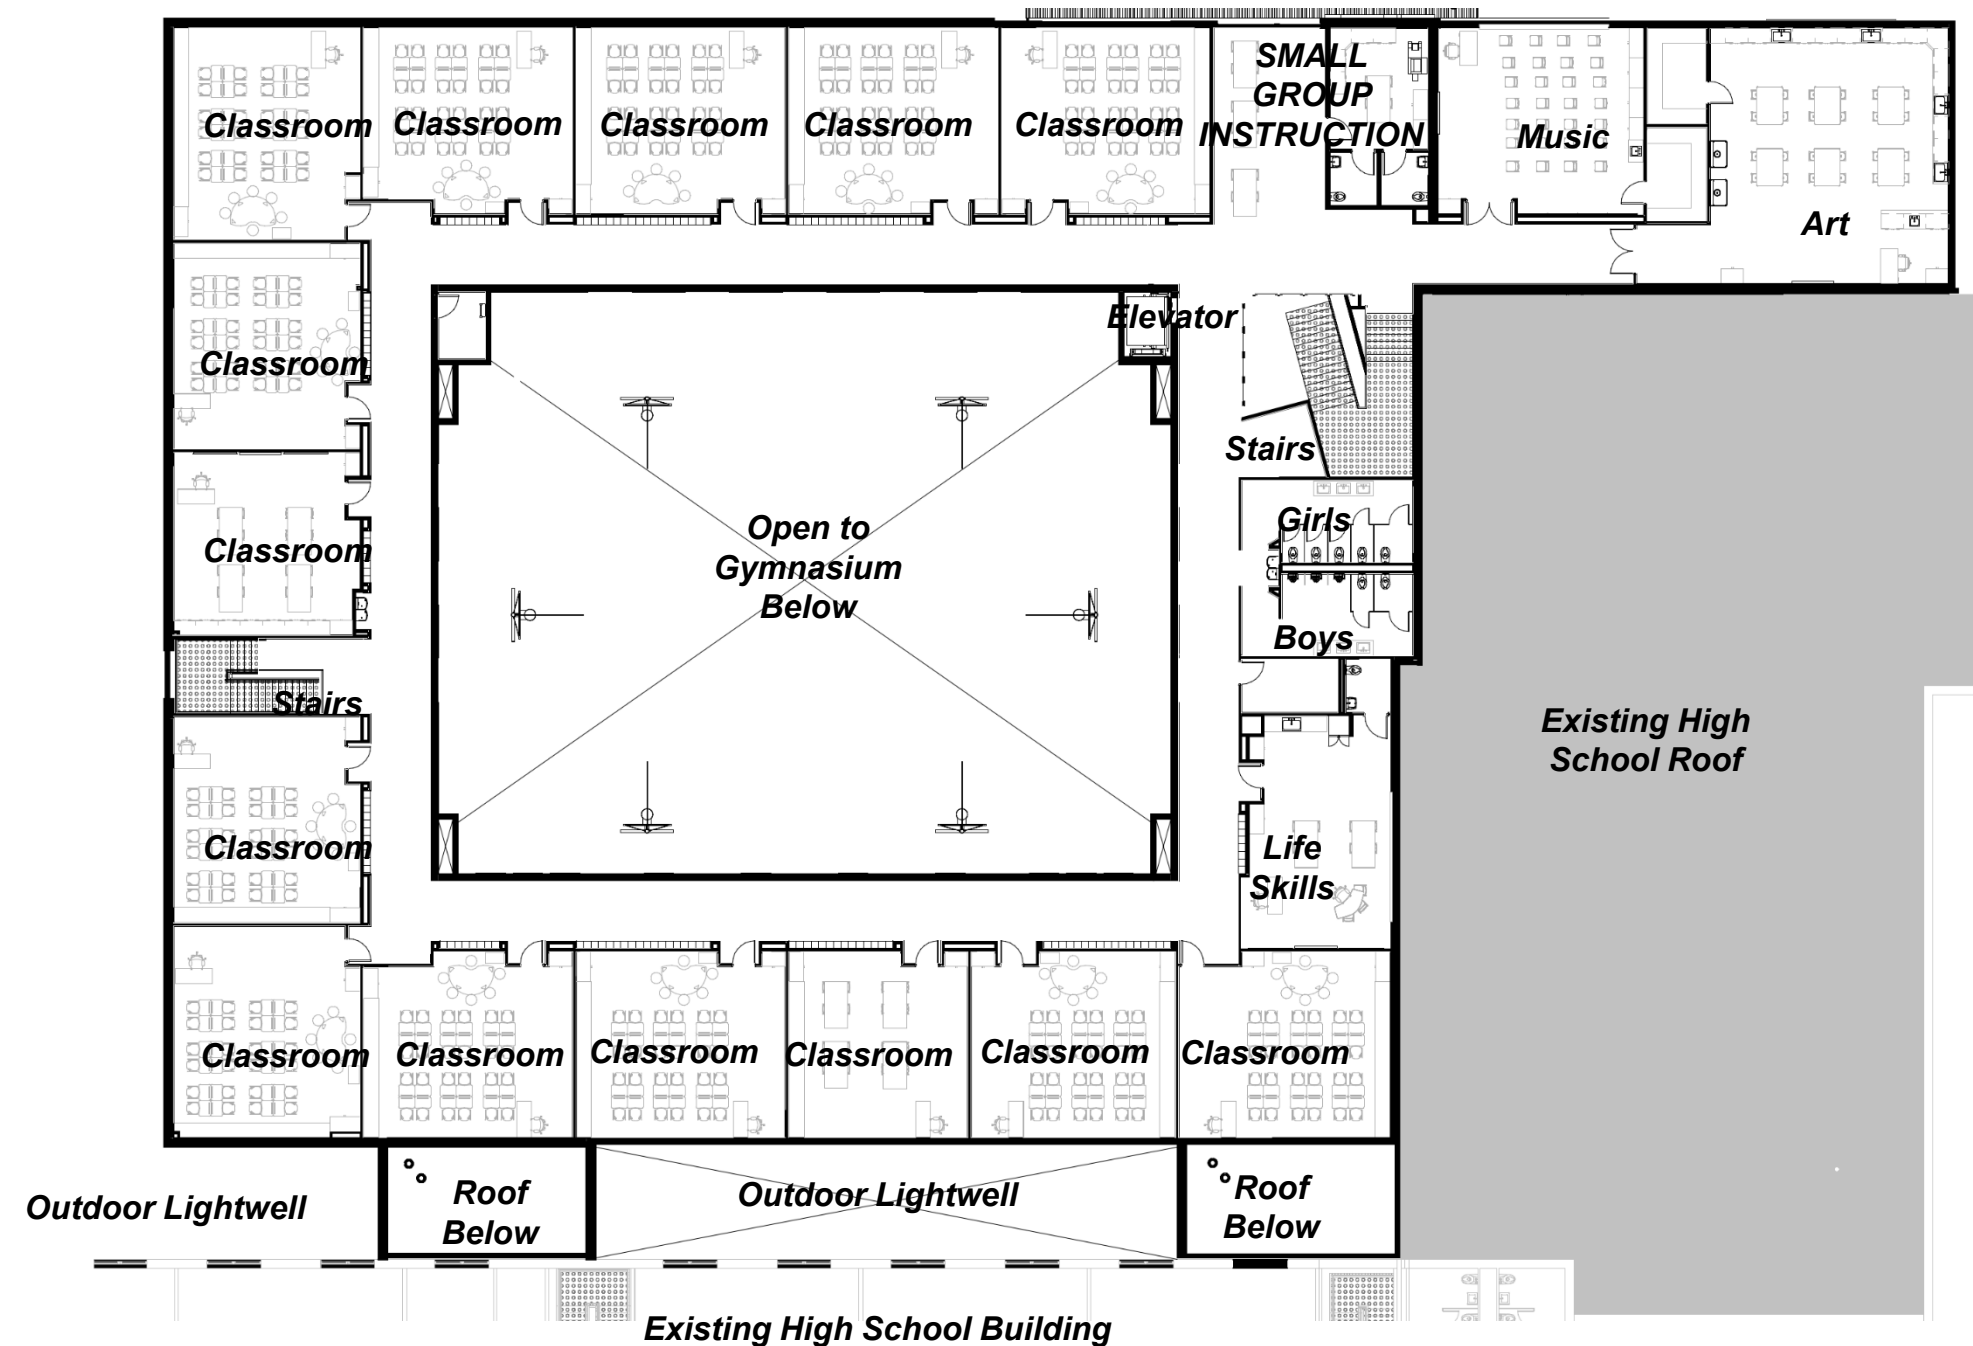 SMALL
GROUP
INSTRUCTION
Classroom
Classroom
Classroom
Classroom
Classroom
Music
Art
Elevator
Classroom
Stairs
Girls
Classroom
Open to
Gymnasium
Below
Boys
Stairs
Existing High
School Roof
Classroom
Life
Skills
Classroom
Classroom
Classroom
Classroom
Classroom
Classroom
Outdoor Lightwell
Roof
Below
Outdoor Lightwell
Roof
Below
Existing High School Building